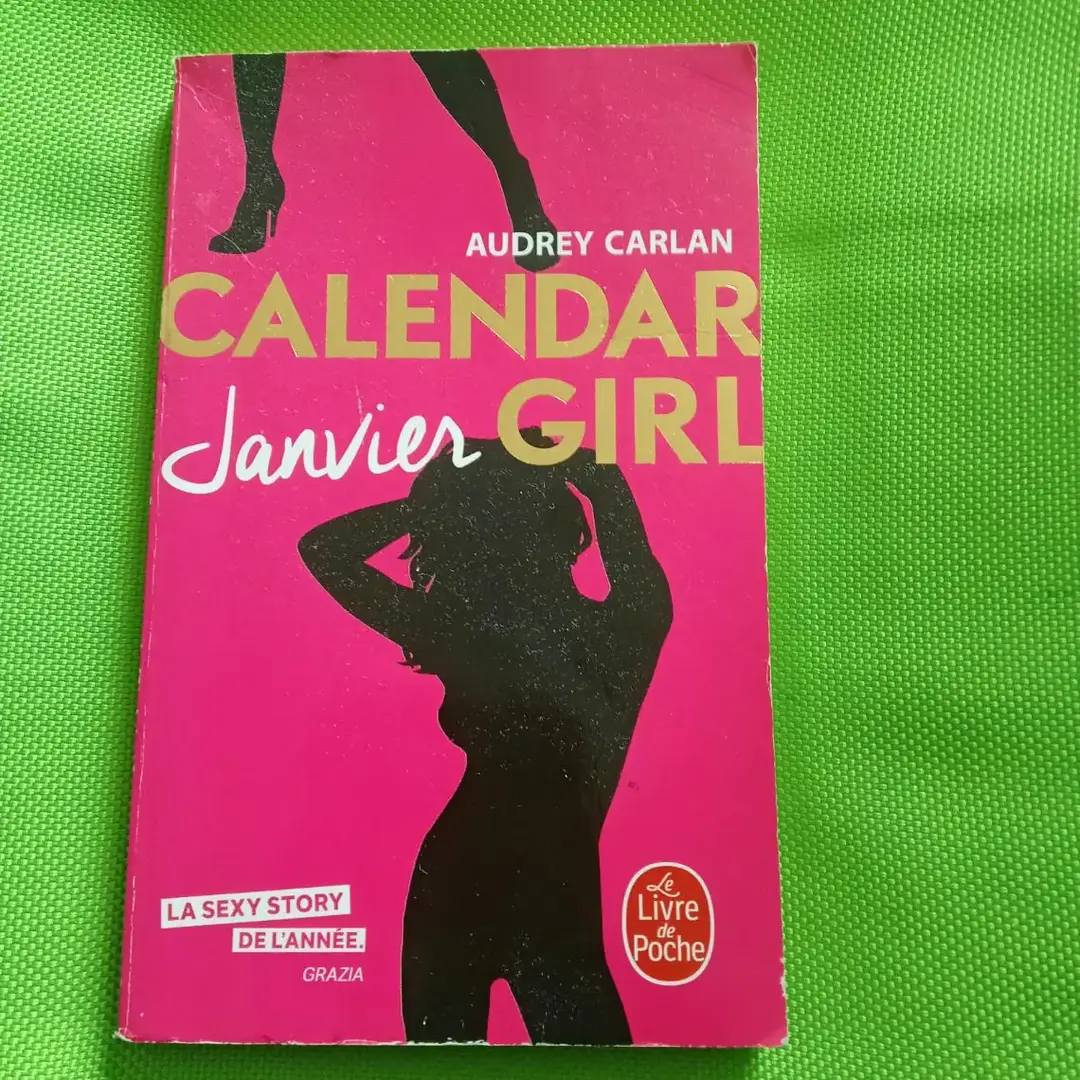 AUDREY CARLAN
CALENDAR
Janvier GIRL
LA SEXY STORY
DE L'ANNÉE.
GRAZIA
Le
Livre
de
Poche